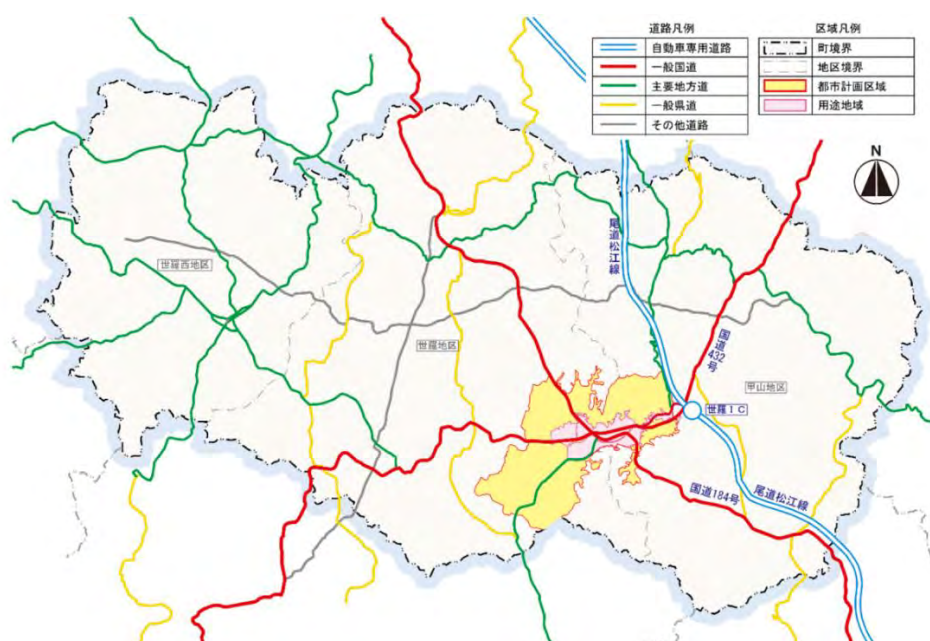 道路凡例
自動車専用道路
一般国道
主要地方道
一般県道
その他道路
区域凡例
町境界
地区境界
都市計画区域
用途地域
N
尾道松江線
世羅西地区
世羅地区
国道432号
甲山地区
世羅IC
国道184号
尾道松江線